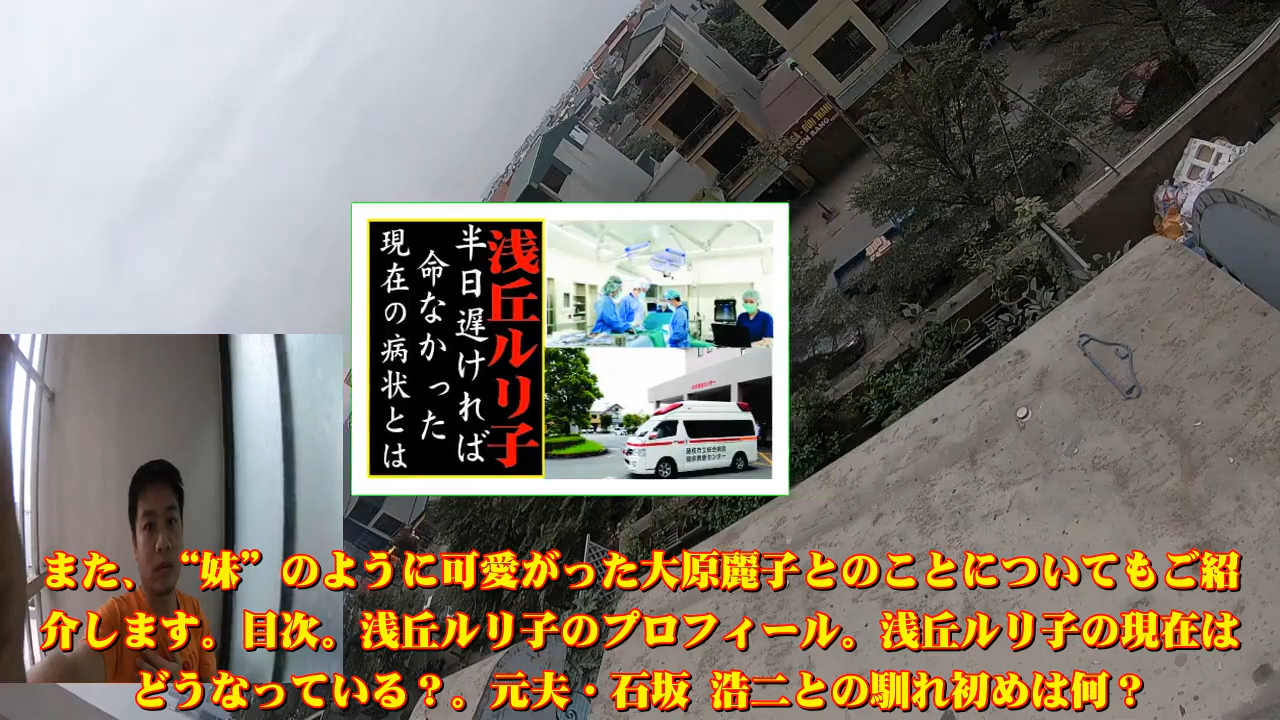 GÀ - BÚN THANG
CƠM RANG
浅丘ルリ子
半日遅ければ
命なかった
現在の病状とは
また、“妹”のように可愛がった大原麗子とのことについてもご紹
介します。目次。浅丘ルリ子のプロフィール。浅丘ルリ子の現在は
どうなっている？。元夫・石坂 浩二との馴れ初めは何？